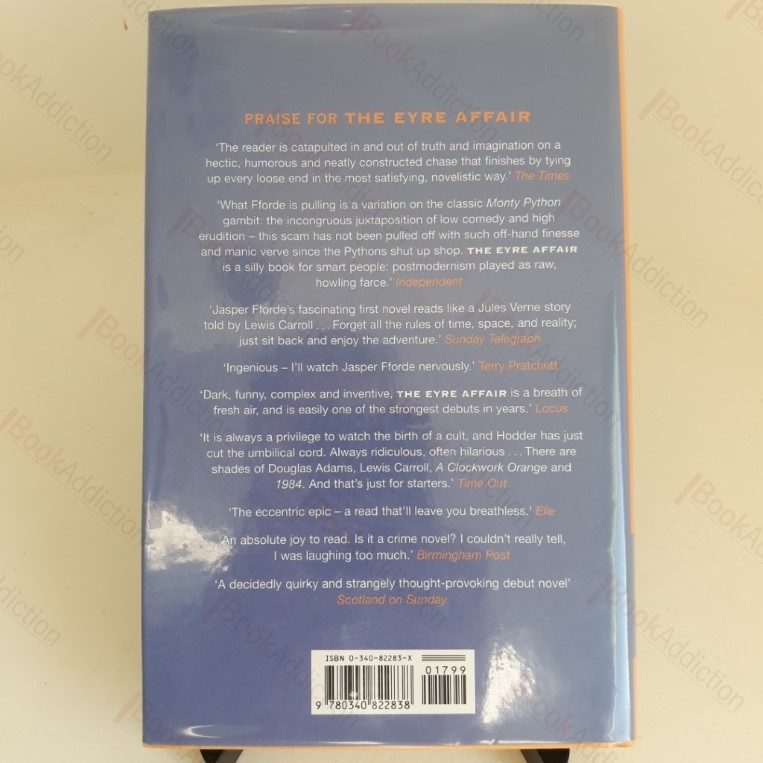 PRAISE FOR THE EYRE AFFAIR
‘The reader is catapulted in and out of truth and imagination on a
hectic, humorous and neatly constructed chase that finishes by tying
up every loose end in the most satisfying, novelistic way.’ The Times
‘What Fforde is pulling is a variation on the classic Monty Python
gambit: the incongruous juxtaposition of low comedy and high
erudition – this scam has not been pulled off with such off-hand finesse
and manic verve since the Pythons shut up shop. THE EYRE AFFAIR
is a silly book for smart people: postmodernism played as raw,
howling farce.’ Independent
‘Jasper Fforde’s fascinating first novel reads like a Jules Verne story
told by Lewis Carroll ... Forget all the rules of time, space, and reality;
just sit back and enjoy the adventure.’ Sunday Telegraph
‘Ingenious – I’ll watch Jasper Fforde nervously.’ Terry Pratchett
‘Dark, funny, complex and inventive, THE EYRE AFFAIR is a breath of
fresh air, and is easily one of the strongest debuts in years.’ Locus
‘It is always a privilege to watch the birth of a cult, and Hodder has just
cut the umbilical cord. Always ridiculous, often hilarious ... There are
shades of Douglas Adams, Lewis Carroll, A Clockwork Orange and
1984. And that’s just for starters.’ Time Out
‘The eccentric epic – a read that’ll leave you breathless.’ Elle
‘An absolute joy to read. Is it a crime novel? I couldn’t really tell,
I was laughing too much.’ Birmingham Post
‘A decidedly quirky and strangely thought-provoking debut novel’
Scotland on Sunday
ISBN 0-340-82283-X
01799
9 780340 822838
BookAddiction